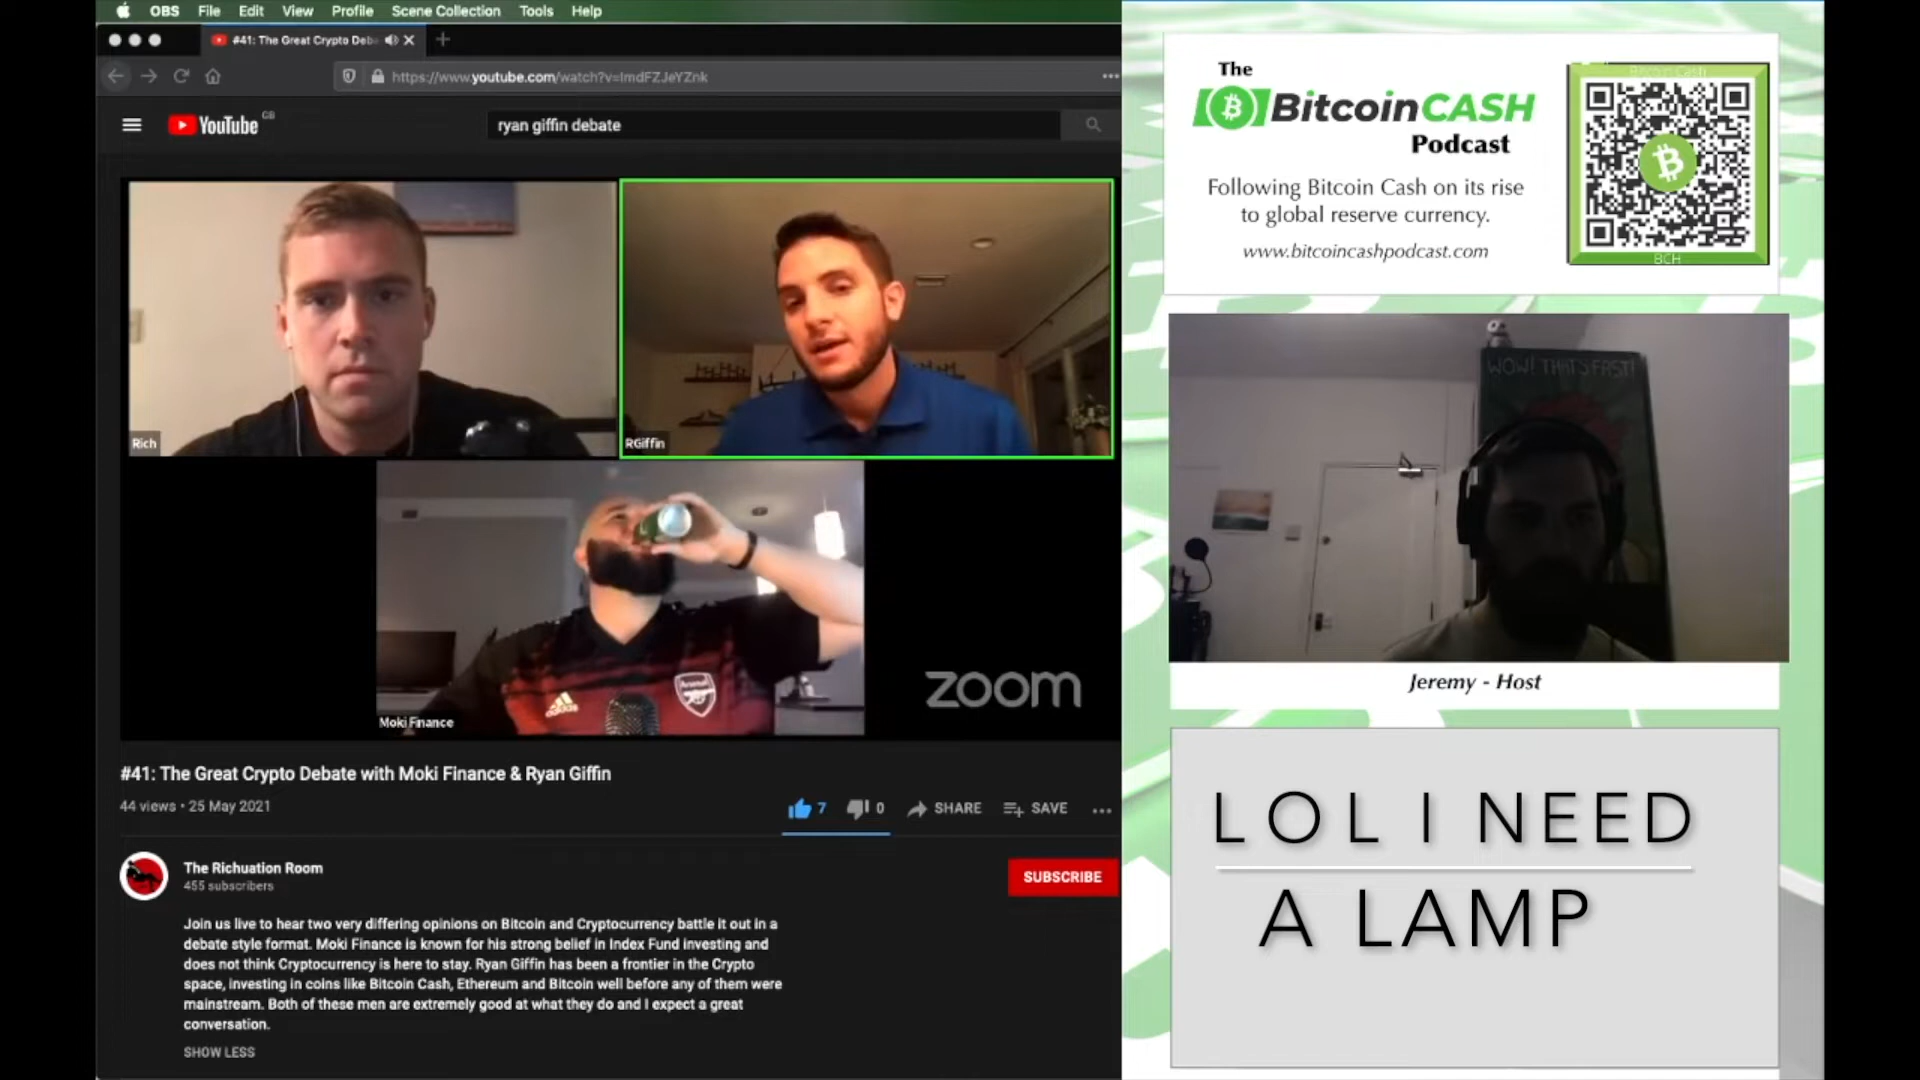 OBS File Edit View Profile Scene Collection Tools Help
#41: The Great Crypto Deb
https://www.youtube.com/watch?v=ImdFZJeYZnk
YouTube GB
ryan giffin debate
Rich
RGiffin
Moki Finance
adidas
Arsenal
zoom
#41: The Great Crypto Debate with Moki Finance & Ryan Giffin
44 views • 25 May 2021
7 0 SHARE SAVE
The Richuation Room
455 subscribers
SUBSCRIBE
Join us live to hear two very differing opinions on Bitcoin and Cryptocurrency battle it out in a
debate style format. Moki Finance is known for his strong belief in Index Fund investing and
does not think Cryptocurrency is here to stay. Ryan Giffin has been a frontier in the Crypto
space, investing in coins like Bitcoin Cash, Ethereum and Bitcoin well before any of them were
mainstream. Both of these men are extremely good at what they do and I expect a great
conversation.
SHOW LESS
The
BitcoinCASH
Podcast
Following Bitcoin Cash on its rise
to global reserve currency.
www.bitcoincashpodcast.com
Bitcoin Cash
BCH
WOW! THAT'S FAST!
Jeremy - Host
LOL I NEED
A LAMP